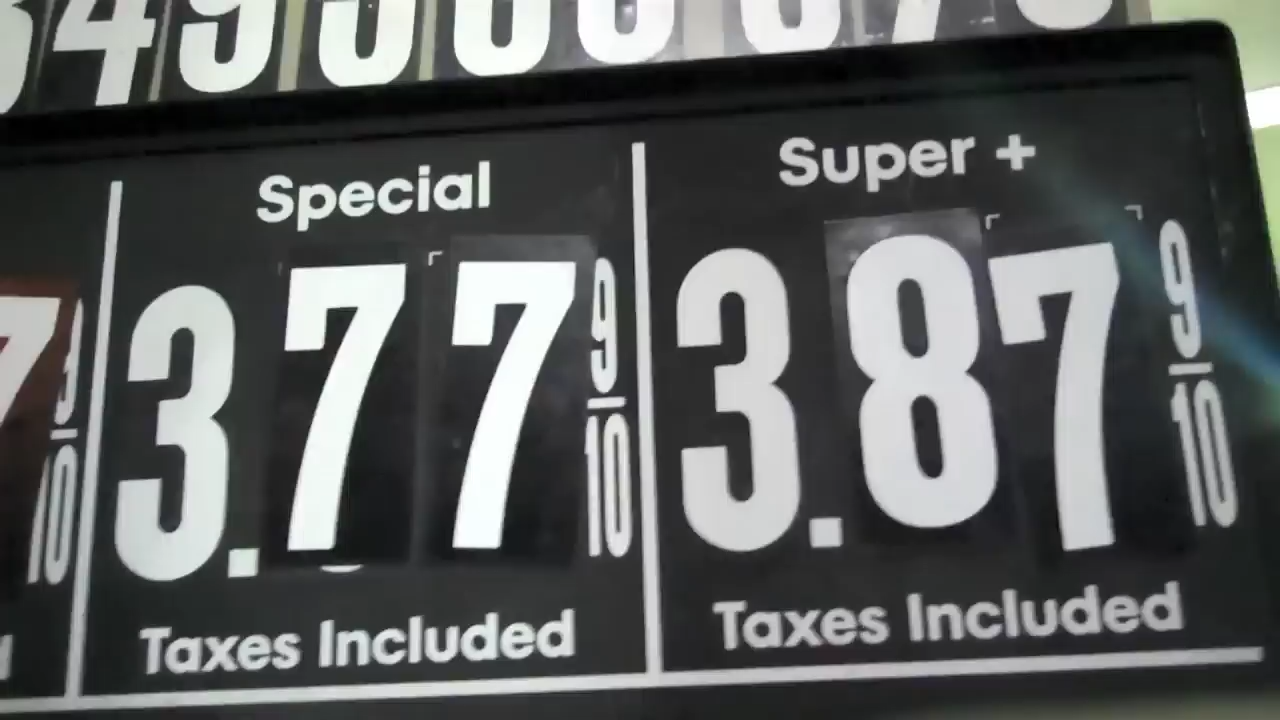 Special
Super +
3.77 9/10
3.87 9/10
Taxes Included
Taxes Included